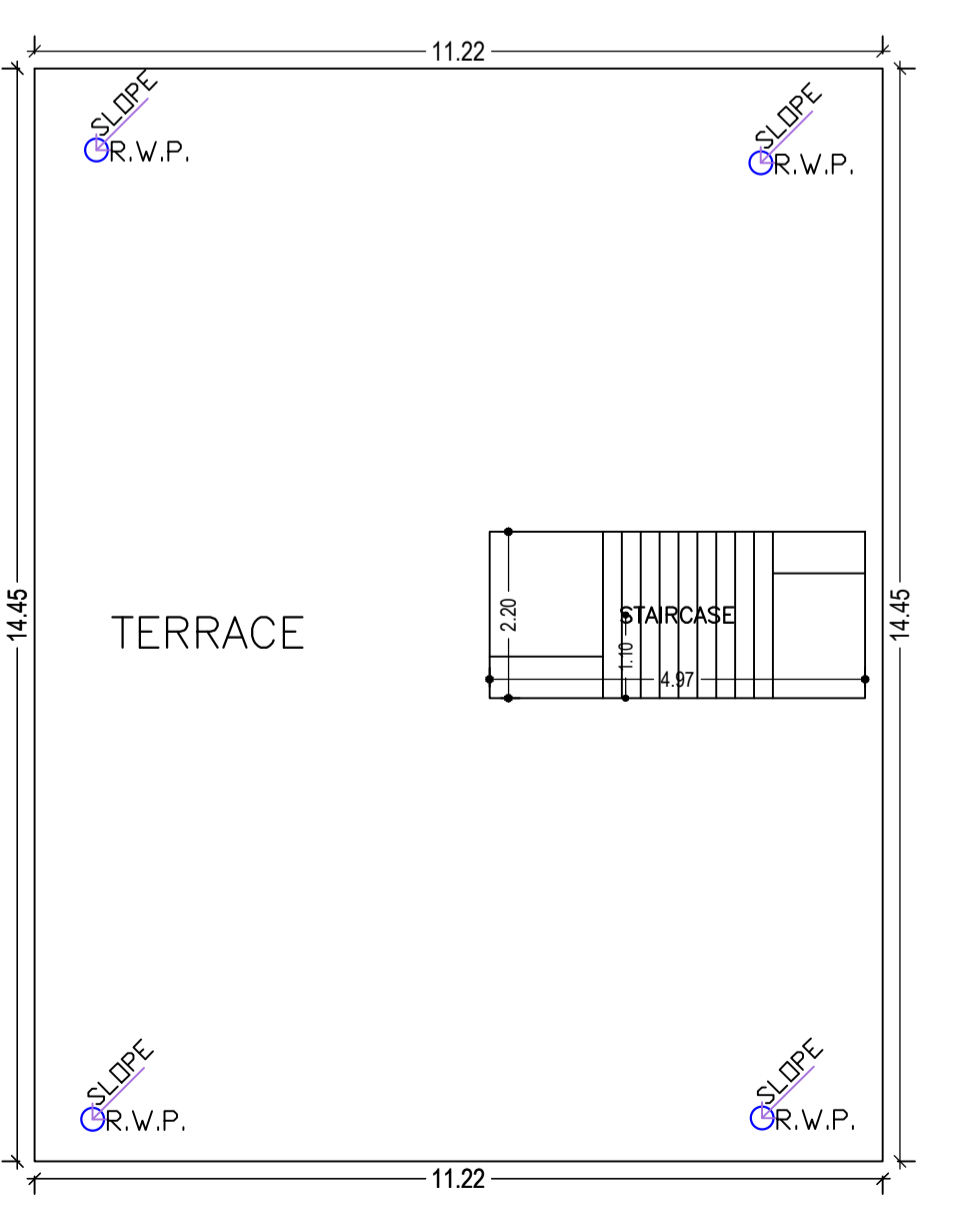 11.22
SLOPE
R.W.P.
SLOPE
R.W.P.
14.45
TERRACE
2.20
STAIRCASE
1.10
4.97
14.45
SLOPE
R.W.P.
SLOPE
R.W.P.
11.22